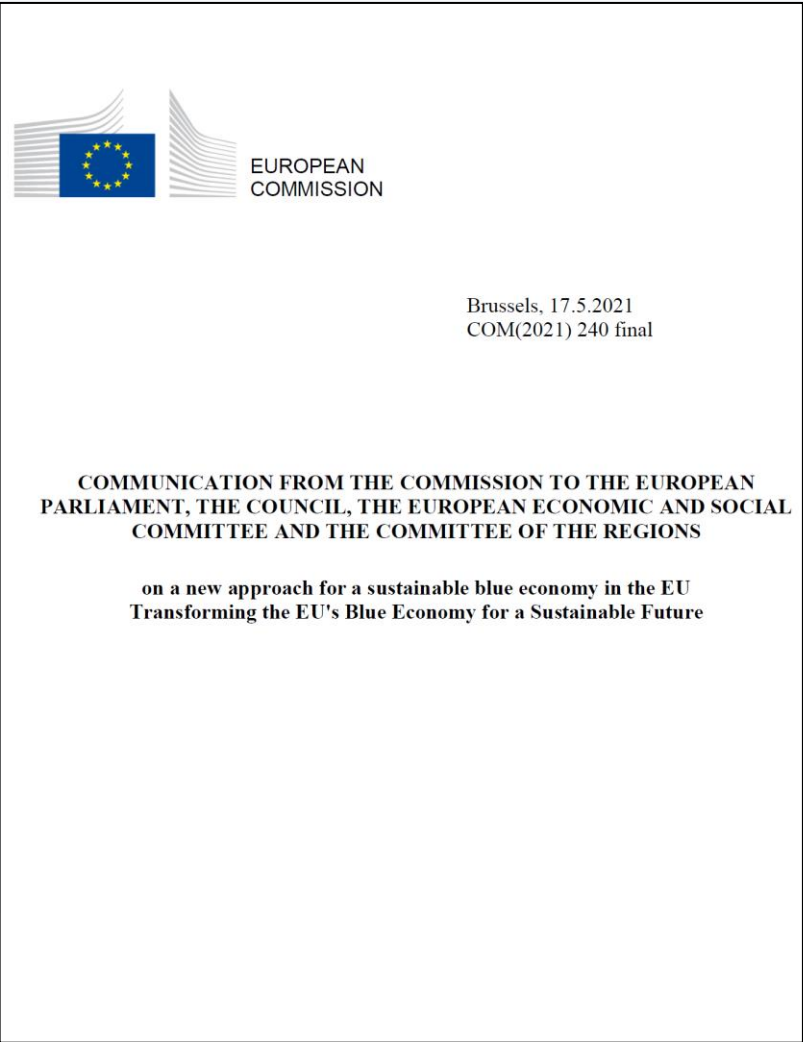 EUROPEAN
COMMISSION
Brussels, 17.5.2021
COM(2021) 240 final
COMMUNICATION FROM THE COMMISSION TO THE EUROPEAN
PARLIAMENT, THE COUNCIL, THE EUROPEAN ECONOMIC AND SOCIAL
COMMITTEE AND THE COMMITTEE OF THE REGIONS
on a new approach for a sustainable blue economy in the EU
Transforming the EU's Blue Economy for a Sustainable Future